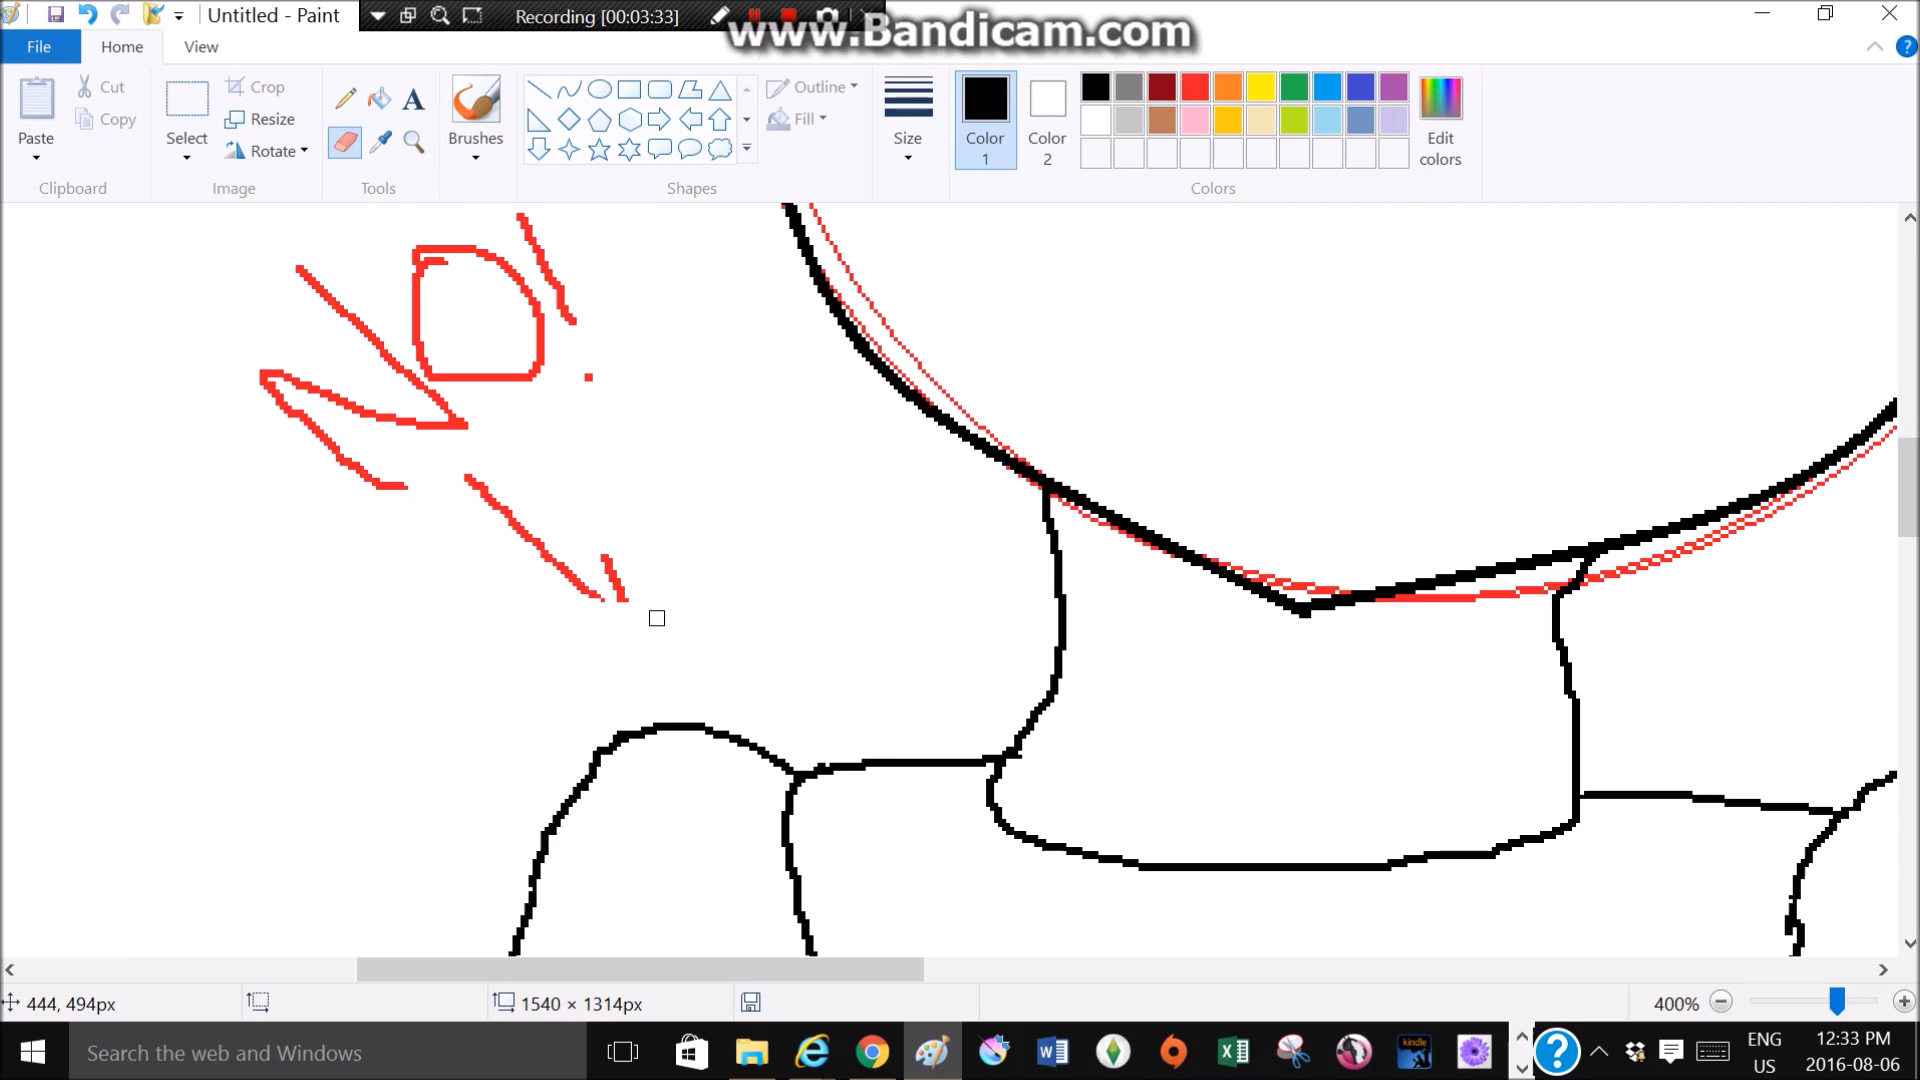 Untitled - Paint
Recording [00:03:33]
www.Bandicam.com
File
Home
View
Paste
Cut
Copy
Clipboard
Select
Crop
Resize
Rotate
Image
A
Tools
Brushes
Shapes
Outline
Fill
Size
Color 1
Color 2
Edit colors
Colors
NO!
444, 494px
1540 × 1314px
400%
Search the web and Windows
kindle
ENG
US
12:33 PM
2016-08-06